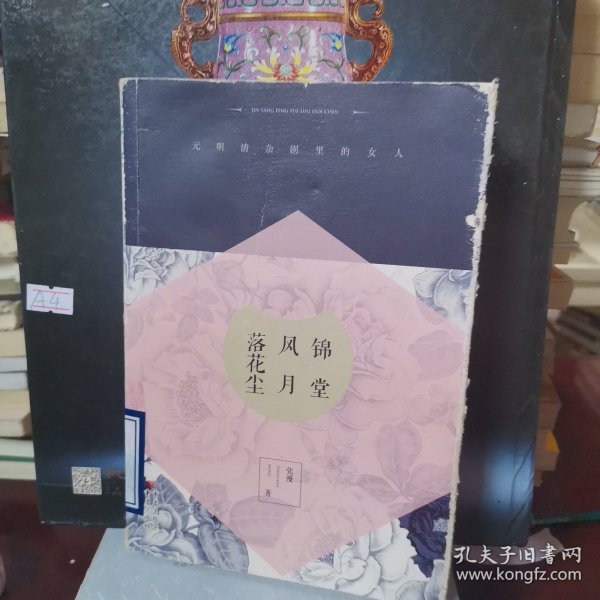 JIN TANG FENG YUE LUO HUA CHEN
元明清杂朝里的女人
锦堂
风月
落花尘
张漫
著
A4
孔夫子旧书网
www.kongfz.com